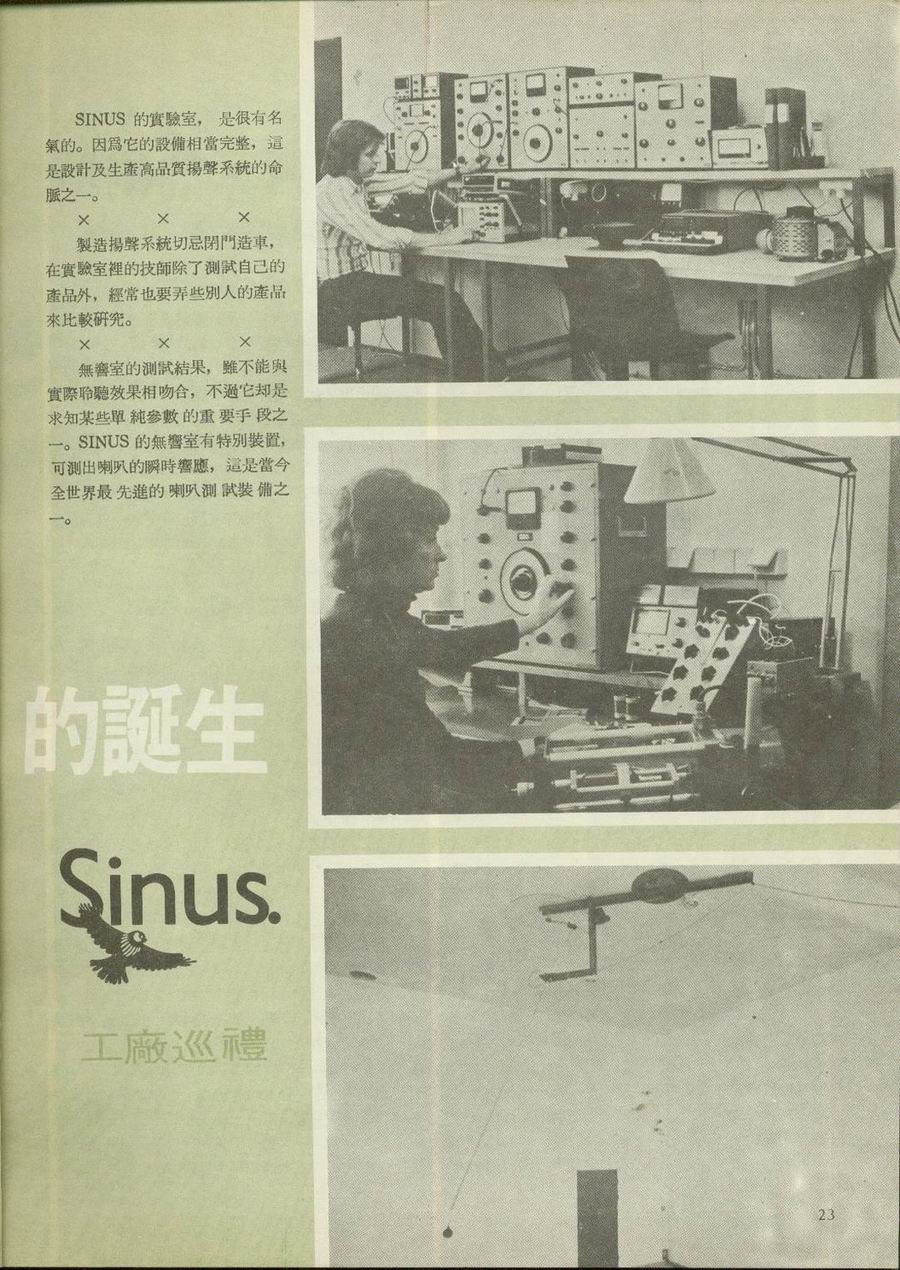 SINUS 的實驗室，是很有名
氣的。因爲它的設備相當完整，這
是設計及生產高品質揚聲系統的命
脈之一。
× × ×
製造揚聲系統切忌閉門造車，
在實驗室裡的技師除了測試自己的
產品外，經常也要弄些別人的產品
來比較硏究。
× × ×
無響室的測試結果，雖不能與
實際聆聽效果相吻合，不過它却是
求知某些單純參數的重要手段之
一。SINUS 的無響室有特別裝置，
可測出喇叭的瞬時響應，這是當今
全世界最先進的喇叭測試裝備之
一。
的誕生
Sinus.
工廠巡禮
23